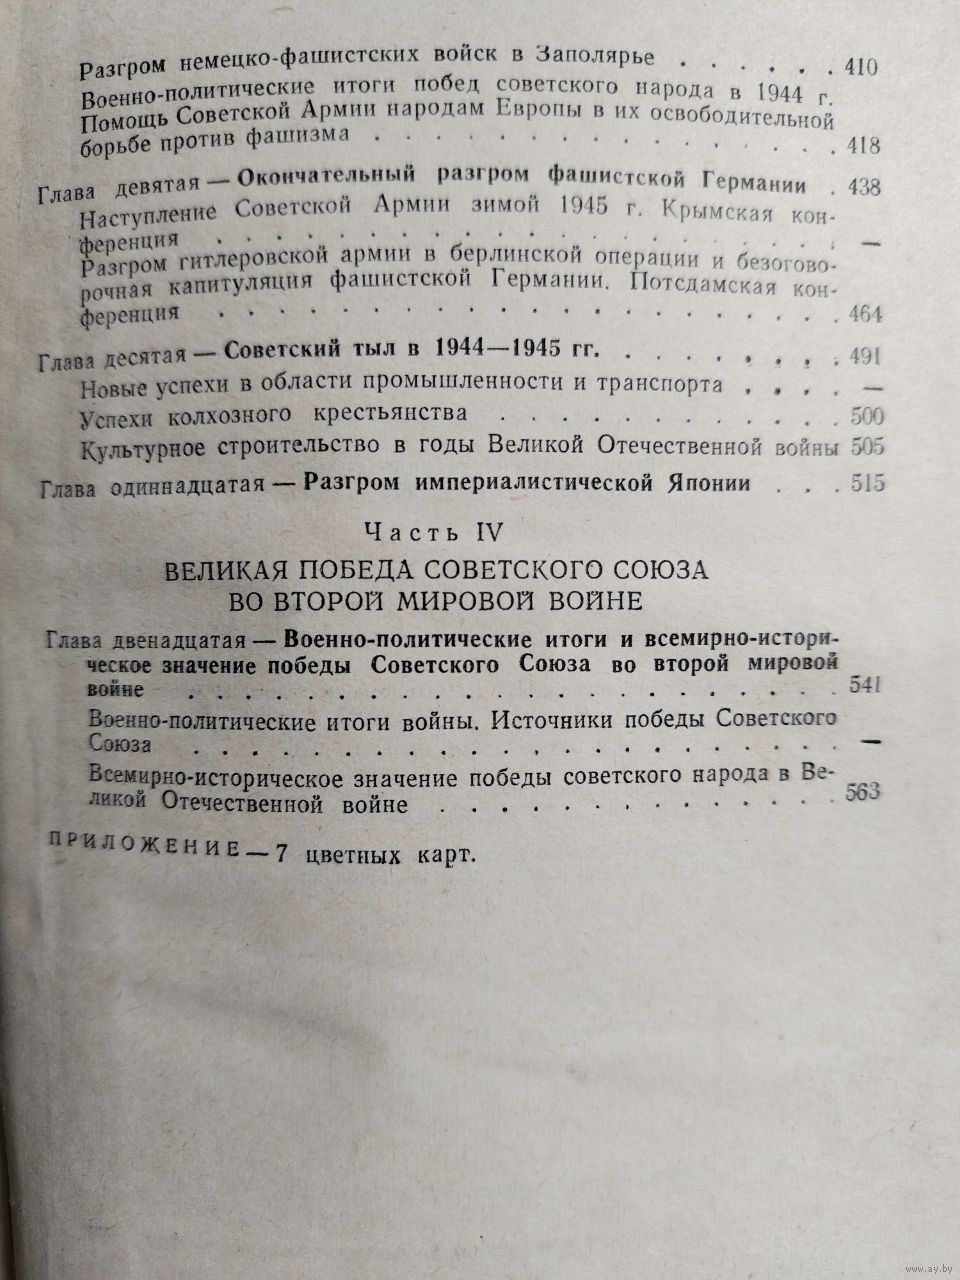 Разгром немецко-фашистских войск в Заполярье . . . . . . 410
Военно-политические итоги побед советского народа в 1944 г.
Помощь Советской Армии народам Европы в их освободительной
борьбе против фашизма . . . . . . . . . . . . . . 418
Глава девятая — Окончательный разгром фашистской Германии . 438
Наступление Советской Армии зимой 1945 г. Крымская кон-
ференция . . . . . . . . . . . . . . . . . . . . —
Разгром гитлеровской армии в берлинской операции и безогово-
рочная капитуляция фашистской Германии. Потсдамская кон-
ференция . . . . . . . . . . . . . . . . . . . . 464
Глава десятая — Советский тыл в 1944—1945 гг. . . . . . . . . 491
Новые успехи в области промышленности и транспорта . . . . —
Успехи колхозного крестьянства . . . . . . . . . . . . 500
Культурное строительство в годы Великой Отечественной войны 505
Глава одиннадцатая — Разгром империалистической Японии . . . 515
Часть IV
ВЕЛИКАЯ ПОБЕДА СОВЕТСКОГО СОЮЗА
ВО ВТОРОЙ МИРОВОЙ ВОЙНЕ
Глава двенадцатая — Военно-политические итоги и всемирно-истори-
ческое значение победы Советского Союза во второй мировой
войне . . . . . . . . . . . . . . . . . . . . . . 541
Военно-политические итоги войны. Источники победы Советского
Союза . . . . . . . . . . . . . . . . . . . . . . —
Всемирно-историческое значение победы советского народа в Ве-
ликой Отечественной войне . . . . . . . . . . . . . . 563
ПРИЛОЖЕНИЕ — 7 цветных карт.
www.ay.by